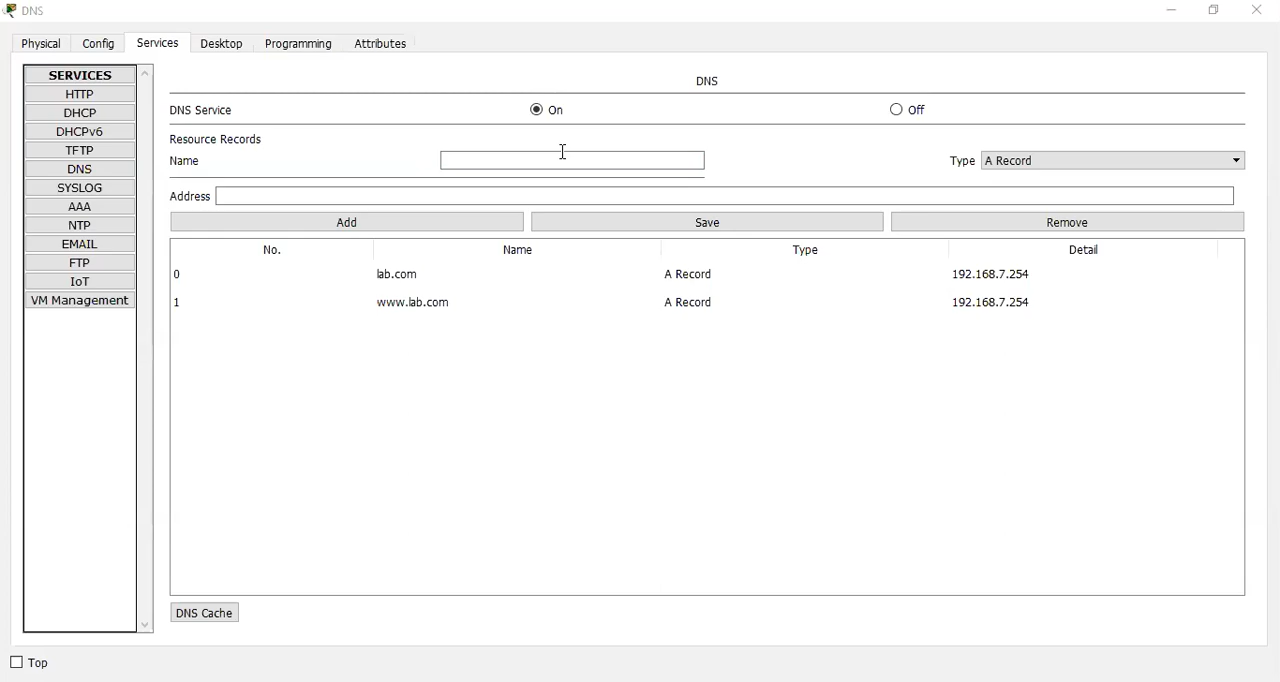 DNS
Physical Config Services Desktop Programming Attributes
SERVICES
HTTP
DHCP
DHCPv6
TFTP
DNS
SYSLOG
AAA
NTP
EMAIL
FTP
IoT
VM Management
DNS
DNS Service On Off
Resource Records
Name Type A Record
Address
Add Save Remove
No. Name Type Detail
0 lab.com A Record 192.168.7.254
1 www.lab.com A Record 192.168.7.254
DNS Cache
Top